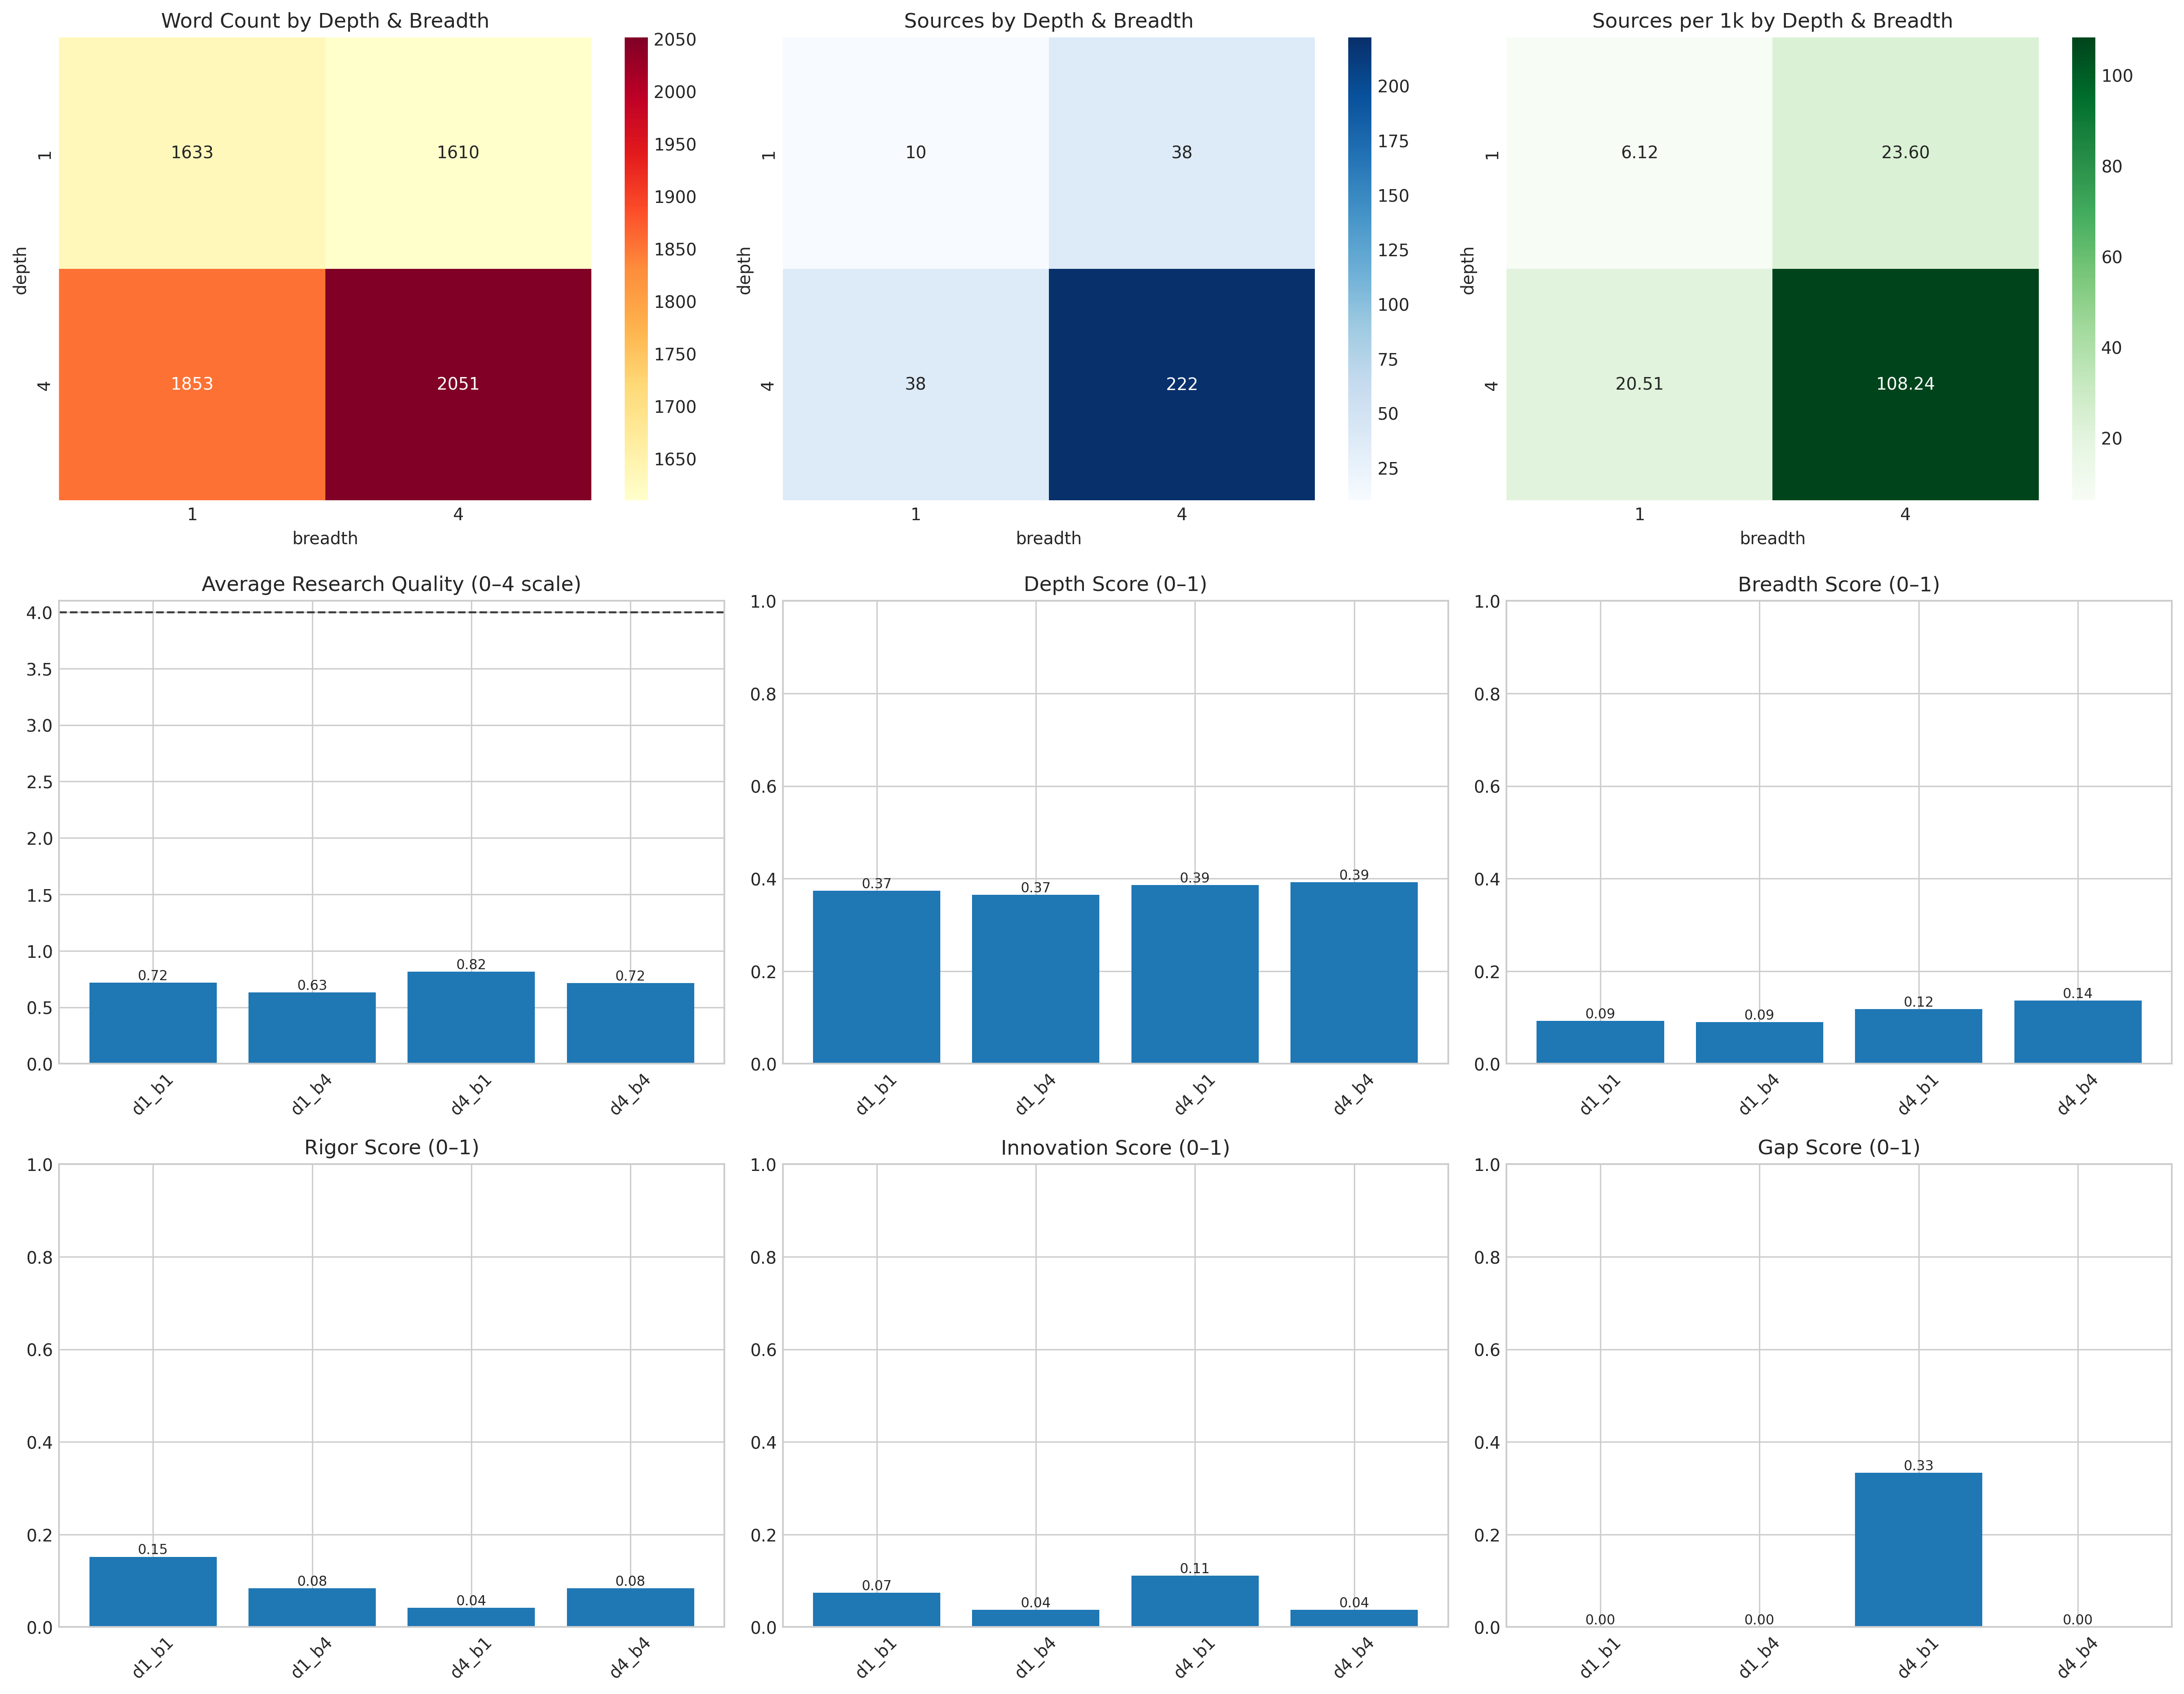 Word Count by Depth & Breadth
1633 1610
1853 2051
1 4
depth
1 4
breadth
2050
2000
1950
1900
1850
1800
1750
1700
1650
Sources by Depth & Breadth
10 38
38 222
1 4
depth
1 4
breadth
200
175
150
125
100
75
50
25
Sources per 1k by Depth & Breadth
6.12 23.60
20.51 108.24
1 4
depth
1 4
breadth
100
80
60
40
20
Average Research Quality (0–4 scale)
4.0
3.5
3.0
2.5
2.0
1.5
1.0
0.5
0.0
0.72 0.63 0.82 0.72
d1_b1 d1_b4 d4_b1 d4_b4
Depth Score (0–1)
1.0
0.8
0.6
0.4
0.2
0.0
0.37 0.37 0.39 0.39
d1_b1 d1_b4 d4_b1 d4_b4
Breadth Score (0–1)
1.0
0.8
0.6
0.4
0.2
0.0
0.09 0.09 0.12 0.14
d1_b1 d1_b4 d4_b1 d4_b4
Rigor Score (0–1)
1.0
0.8
0.6
0.4
0.2
0.0
0.15 0.08 0.04 0.08
d1_b1 d1_b4 d4_b1 d4_b4
Innovation Score (0–1)
1.0
0.8
0.6
0.4
0.2
0.0
0.07 0.04 0.11 0.04
d1_b1 d1_b4 d4_b1 d4_b4
Gap Score (0–1)
1.0
0.8
0.6
0.4
0.2
0.0
0.00 0.00 0.33 0.00
d1_b1 d1_b4 d4_b1 d4_b4